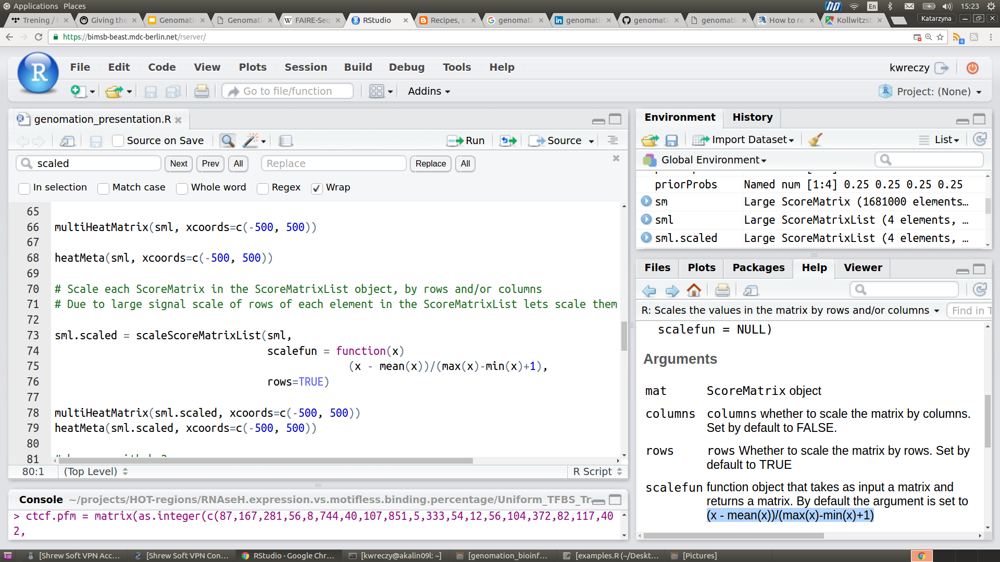 Applications Places
En
15:23
Trening / F
Giving the
Genomati
Genomati
FAIRE-Seq
RStudio
Recipes, s
genomati
genomati
genomati
genomati
How to re
Kollwitzst
Katarzyna
https://bimsb-beast.mdc-berlin.net/rserver/
4
File Edit Code View Plots Session Build Debug Tools Help
kwreczy
Go to file/function
Addins
Project: (None)
genomation_presentation.R
Source on Save
Run
Source
scaled
Next
Prev
All
Replace
Replace
All
In selection
Match case
Whole word
Regex
Wrap
65
66 multiHeatMatrix(sml, xcoords=c(-500, 500))
67
68 heatMeta(sml, xcoords=c(-500, 500))
69
70 # Scale each ScoreMatrix in the ScoreMatrixList object, by rows and/or columns
71 # Due to large signal scale of rows of each element in the ScoreMatrixList lets scale them
72
73 sml.scaled = scaleScoreMatrixList(sml,
74 scalefun = function(x)
75 (x - mean(x))/(max(x)-min(x)+1),
76 rows=TRUE)
77
78 multiHeatMatrix(sml.scaled, xcoords=c(-500, 500))
79 heatMeta(sml.scaled, xcoords=c(-500, 500))
80
81
80:1 (Top Level)
R Script
Console ~/projects/HOT-regions/RNAseH.expression.vs.motifless.binding.percentage/Uniform_TFBS_Tr
> ctcf.pfm = matrix(as.integer(c(87,167,281,56,8,744,40,107,851,5,333,54,12,56,104,372,82,117,40
2,
Environment History
Import Dataset
List
Global Environment
priorProbs Named num [1:4] 0.25 0.25 0.25 0.25
sm Large ScoreMatrix (1681000 elements…
sml Large ScoreMatrixList (4 elements, …
sml.scaled Large ScoreMatrixList (4 elements, …
Files Plots Packages Help Viewer
R: Scales the values in the matrix by rows and/or columns
Find in T
scalefun = NULL)
Arguments
mat ScoreMatrix object
columns columns whether to scale the matrix by columns.
Set by default to FALSE.
rows rows Whether to scale the matrix by rows. Set by
default to TRUE
scalefun function object that takes as input a matrix and
returns a matrix. By default the argument is set to
(x - mean(x))/(max(x)-min(x)+1)
[Shrew Soft VPN Acc...
[Shrew Soft VPN Con...
RStudio - Google Chr...
[kwreczy@akalin09l: ~]
[genomation_bioinf...
[examples.R (~/Deskt...
[Pictures]